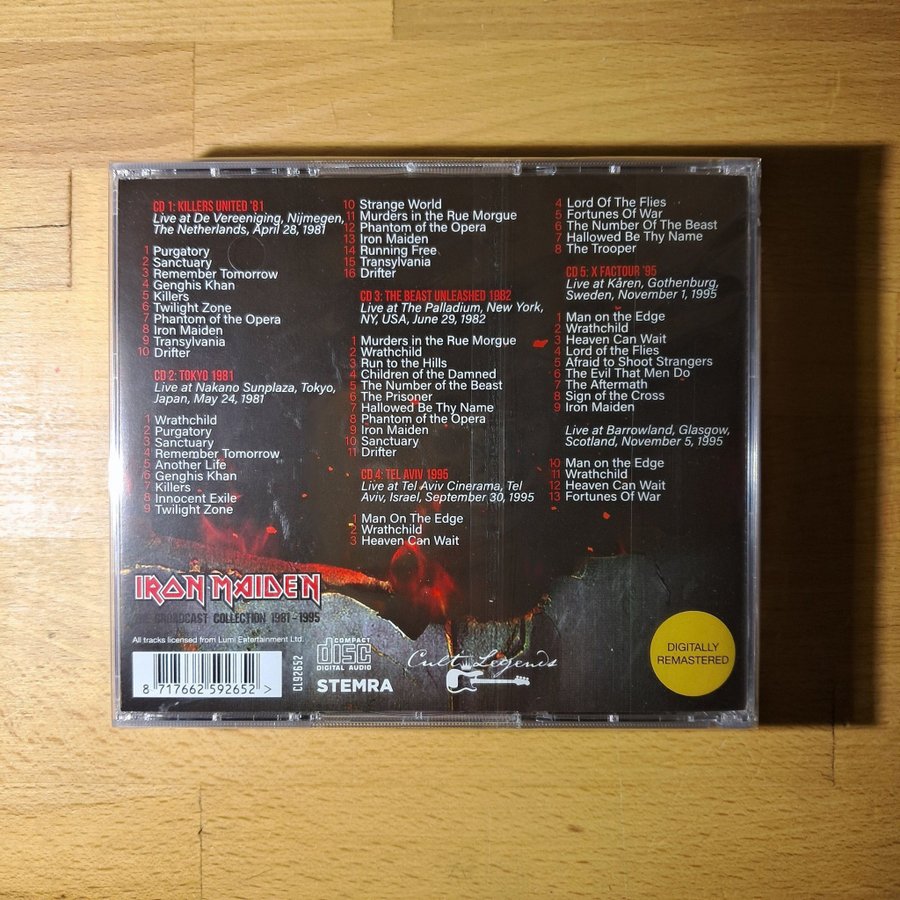 CD 1: KILLERS UNITED '81
Live at De Vereeniging, Nijmegen,
The Netherlands, April 28, 1981
1 Purgatory
2 Sanctuary
3 Remember Tomorrow
4 Genghis Khan
5 Killers
6 Twilight Zone
7 Phantom of the Opera
8 Iron Maiden
9 Transylvania
10 Drifter
CD 2: TOKYO 1981
Live at Nakano Sunplaza, Tokyo,
Japan, May 24, 1981
1 Wrathchild
2 Purgatory
3 Sanctuary
4 Remember Tomorrow
5 Another Life
6 Genghis Khan
7 Killers
8 Innocent Exile
9 Twilight Zone
10 Strange World
11 Murders in the Rue Morgue
12 Phantom of the Opera
13 Iron Maiden
14 Running Free
15 Transylvania
16 Drifter
CD 3: THE BEAST UNLEASHED 1982
Live at The Palladium, New York,
NY, USA, June 29, 1982
1 Murders in the Rue Morgue
2 Wrathchild
3 Run to the Hills
4 Children of the Damned
5 The Number of the Beast
6 The Prisoner
7 Hallowed Be Thy Name
8 Phantom of the Opera
9 Iron Maiden
10 Sanctuary
11 Drifter
CD 4: TEL AVIV 1995
Live at Tel Aviv Cinerama, Tel
Aviv, Israel, September 30, 1995
1 Man On The Edge
2 Wrathchild
3 Heaven Can Wait
4 Lord Of The Flies
5 Fortunes Of War
6 The Number Of The Beast
7 Hallowed Be Thy Name
8 The Trooper
CD 5: X FACTOUR '95
Live at Kåren, Gothenburg,
Sweden, November 1, 1995
1 Man on the Edge
2 Wrathchild
3 Heaven Can Wait
4 Lord of the Flies
5 Afraid to Shoot Strangers
6 The Evil That Men Do
7 The Aftermath
8 Sign of the Cross
9 Iron Maiden
Live at Barrowland, Glasgow,
Scotland, November 5, 1995
10 Man on the Edge
11 Wrathchild
12 Heaven Can Wait
13 Fortunes Of War
IRON MAIDEN
THE BROADCAST COLLECTION 1981-1995
All tracks licensed from Lumi Entertainment Ltd.
8 717662 592652 >
CL92652
COMPACT
disc
DIGITAL AUDIO
STEMRA
Cult Legends
DIGITALLY
REMASTERED